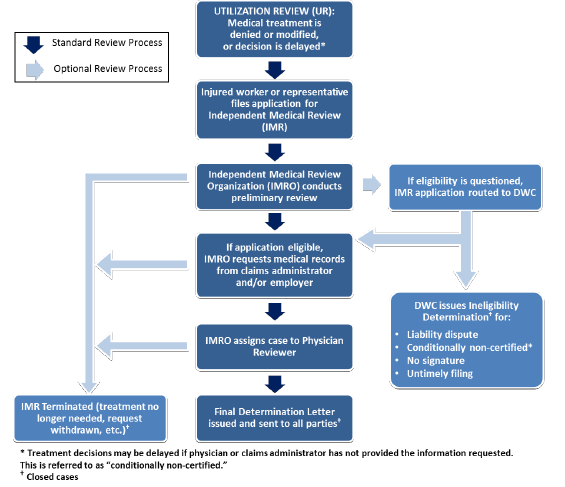 UTILIZATION REVIEW (UR):
Medical treatment is
denied or modified,
or decision is delayed*
Standard Review Process
Optional Review Process
Injured worker or representative
files application for
Independent Medical Review
(IMR)
Independent Medical Review
Organization (IMRO) conducts
preliminary review
If eligibility is questioned,
IMR application routed to DWC
If application eligible,
IMRO requests medical records
from claims administrator
and/or employer
DWC issues Ineligibility
Determination† for:
• Liability dispute
• Conditionally non-certified*
• No signature
• Untimely filing
IMRO assigns case to Physician
Reviewer
IMR Terminated (treatment no
longer needed, request
withdrawn, etc.)†
Final Determination Letter
issued and sent to all parties†
* Treatment decisions may be delayed if physician or claims administrator has not provided the information requested.
This is referred to as “conditionally non-certified.”
† Closed cases